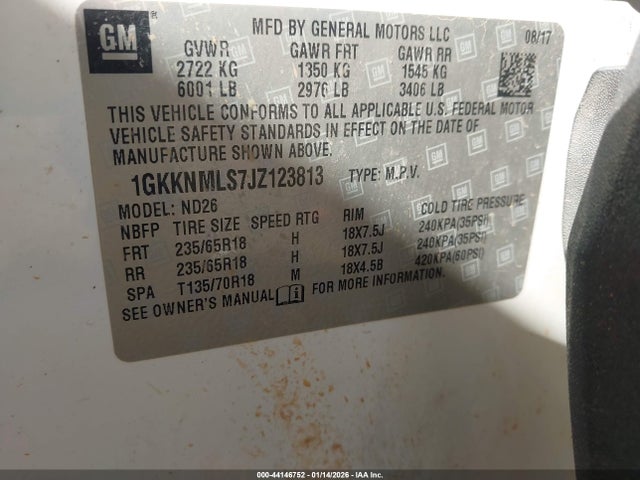 GM
MFD BY GENERAL MOTORS LLC 08/17
GVWR GAWR FRT GAWR RR
2722 KG 1350 KG 1545 KG
6001 LB 2976 LB 3406 LB
THIS VEHICLE CONFORMS TO ALL APPLICABLE U.S. FEDERAL MOTOR
VEHICLE SAFETY STANDARDS IN EFFECT ON THE DATE OF
MANUFACTURE SHOWN ABOVE.
1GKKNMLS7JZ123813 TYPE: M.P.V.
MODEL: ND26
NBFP TIRE SIZE SPEED RTG RIM COLD TIRE PRESSURE
FRT 235/65R18 H 18X7.5J 240KPA(35PSI)
RR 235/65R18 H 18X7.5J 240KPA(35PSI)
SPA T135/70R18 M 18X4.5B 420KPA(60PSI)
SEE OWNER'S MANUAL i FOR MORE INFORMATION.
000-44146752 - 01/14/2026 - IAA Inc.